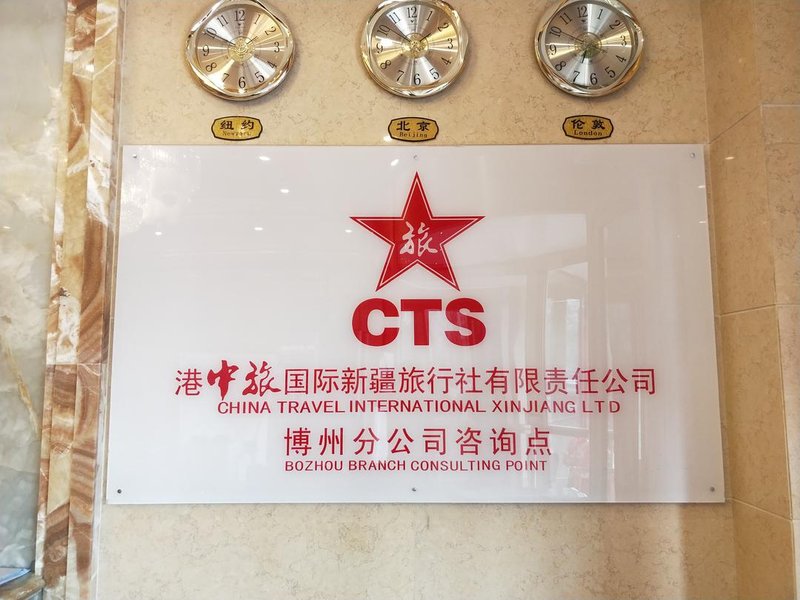 纽约
北京
伦敦
Newyork
Beijing
London
旅
CTS
港中旅国际新疆旅行社有限责任公司
CHINA TRAVEL INTERNATIONAL XINJIANG LTD
博州分公司咨询点
BOZHOU BRANCH CONSULTING POINT